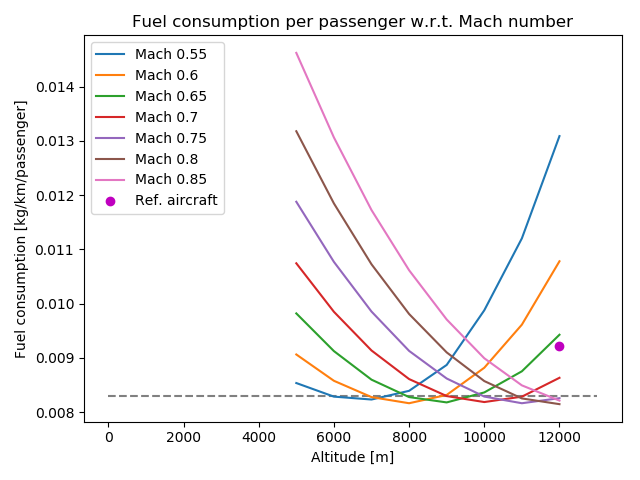 Fuel consumption per passenger w.r.t. Mach number
Mach 0.55
Mach 0.6
Mach 0.65
Mach 0.7
Mach 0.75
Mach 0.8
Mach 0.85
Ref. aircraft
Fuel consumption [kg/km/passenger]
0.014
0.013
0.012
0.011
0.010
0.009
0.008
0
2000
4000
6000
8000
10000
12000
Altitude [m]